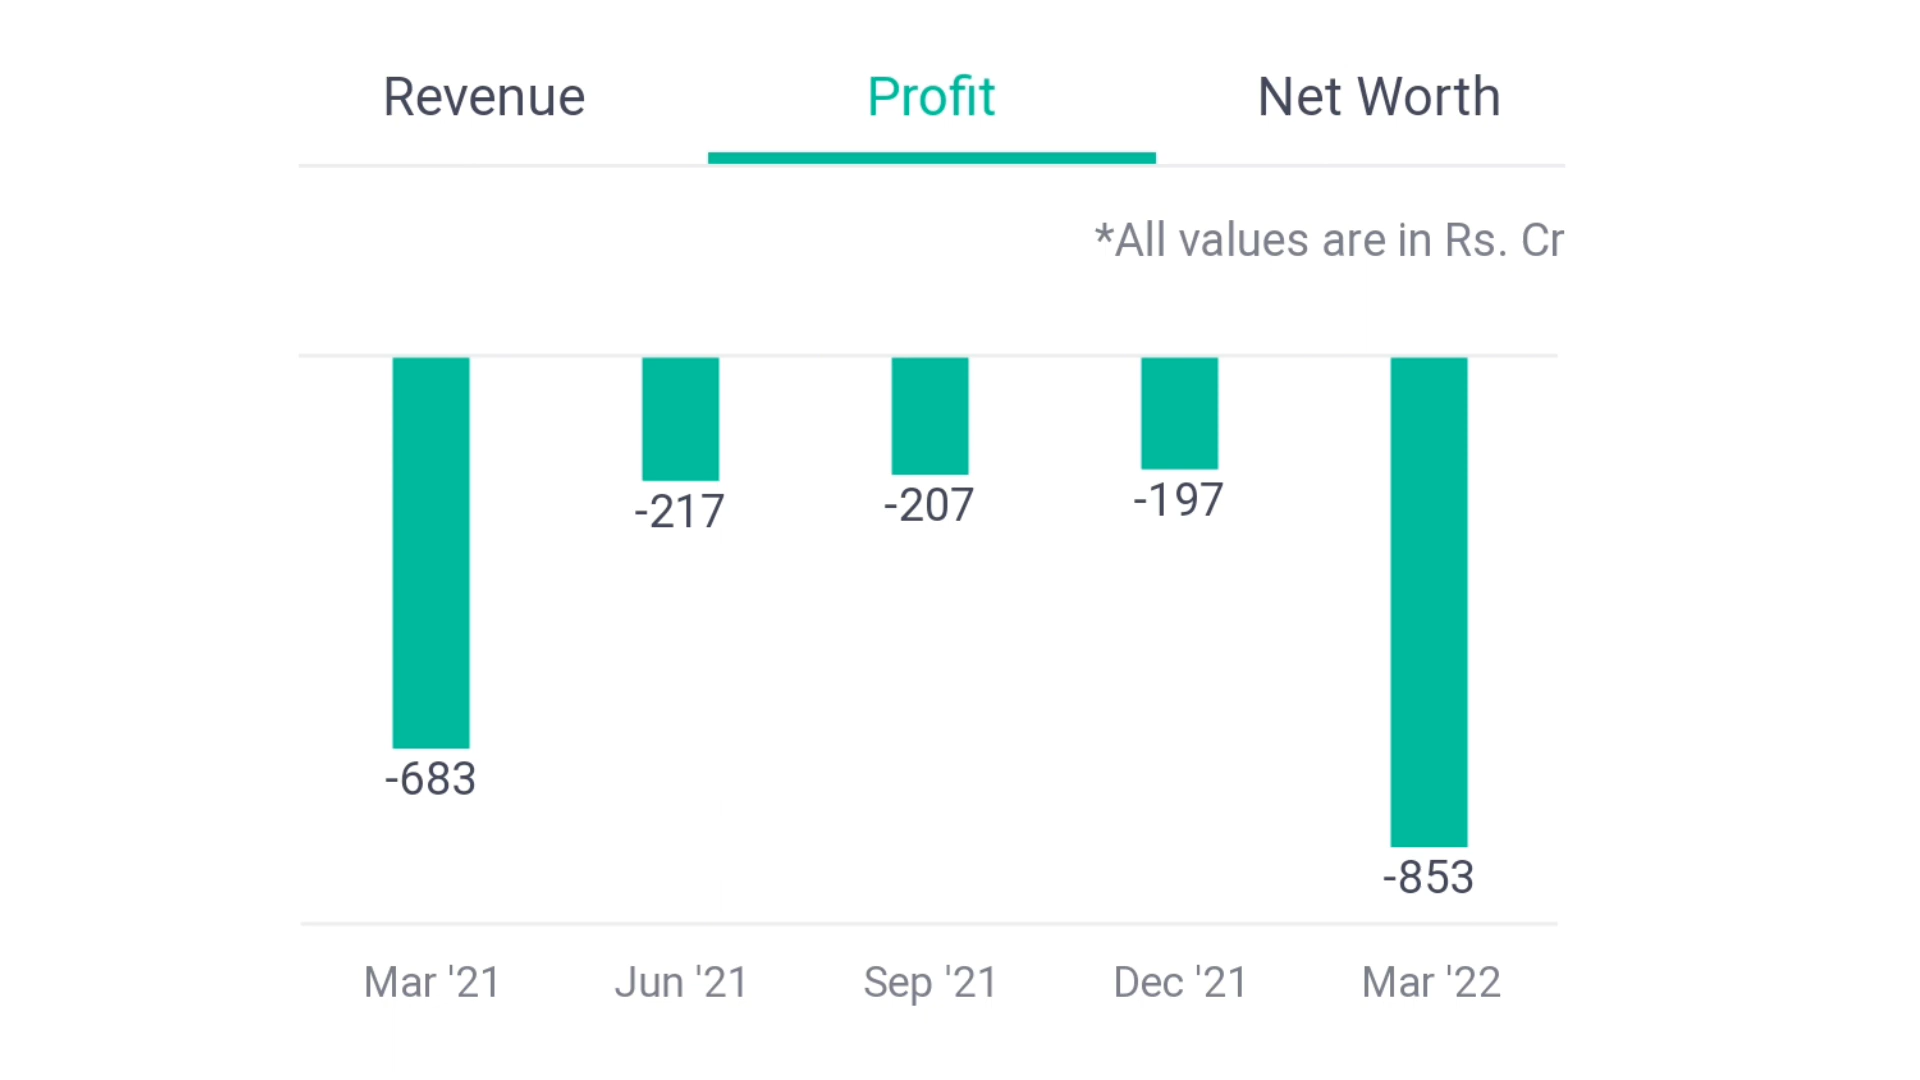 Revenue Profit Net Worth
*All values are in Rs. Cr
-683 -217 -207 -197 -853
Mar '21 Jun '21 Sep '21 Dec '21 Mar '22